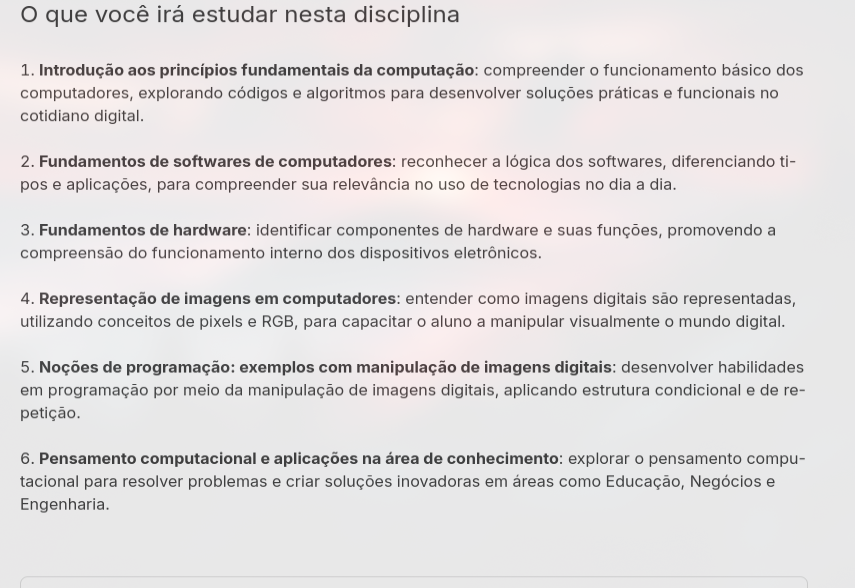 O que você irá estudar nesta disciplina
1. Introdução aos princípios fundamentais da computação: compreender o funcionamento básico dos
computadores, explorando códigos e algoritmos para desenvolver soluções práticas e funcionais no
cotidiano digital.
2. Fundamentos de softwares de computadores: reconhecer a lógica dos softwares, diferenciando ti-
pos e aplicações, para compreender sua relevância no uso de tecnologias no dia a dia.
3. Fundamentos de hardware: identificar componentes de hardware e suas funções, promovendo a
compreensão do funcionamento interno dos dispositivos eletrônicos.
4. Representação de imagens em computadores: entender como imagens digitais são representadas,
utilizando conceitos de pixels e RGB, para capacitar o aluno a manipular visualmente o mundo digital.
5. Noções de programação: exemplos com manipulação de imagens digitais: desenvolver habilidades
em programação por meio da manipulação de imagens digitais, aplicando estrutura condicional e de re-
petição.
6. Pensamento computacional e aplicações na área de conhecimento: explorar o pensamento compu-
tacional para resolver problemas e criar soluções inovadoras em áreas como Educação, Negócios e
Engenharia.